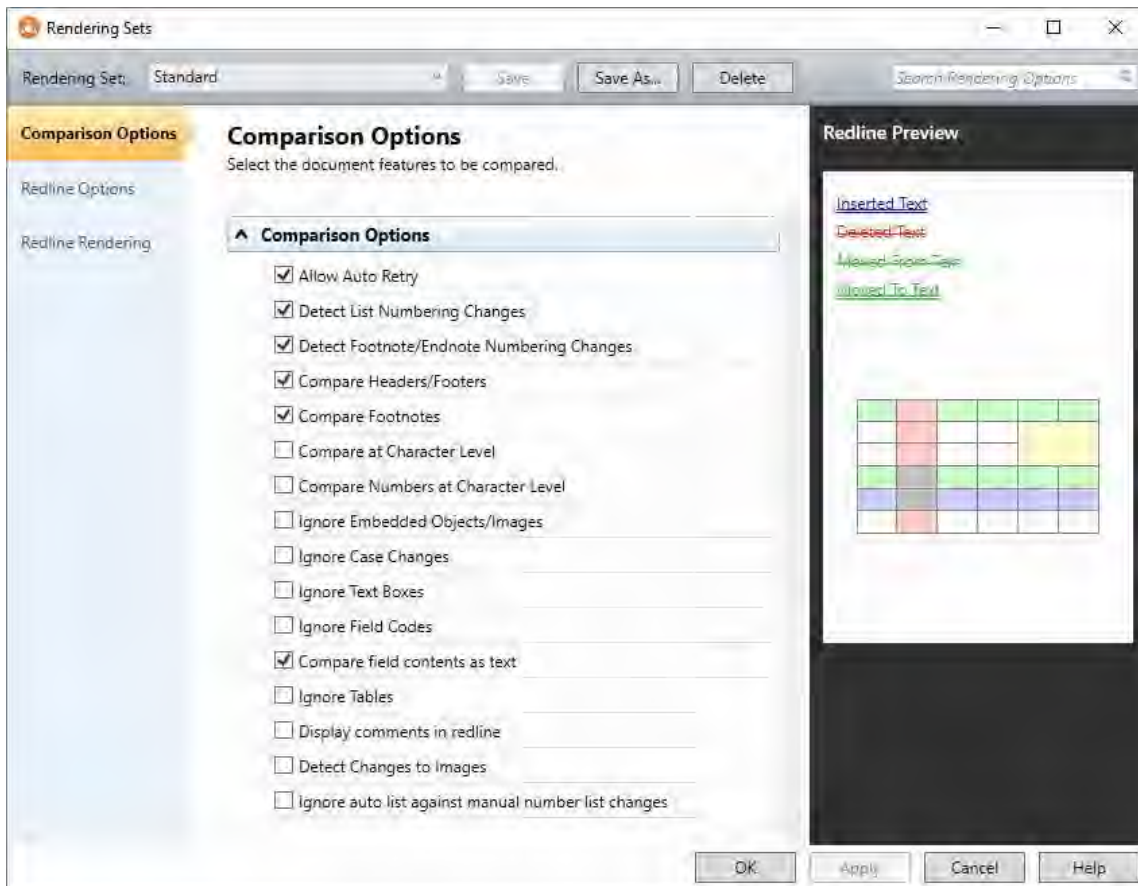 Rendering Sets
Rendering Set: Standard Save Save As... Delete Search Rendering Options
Comparison Options
Redline Options
Redline Rendering
Comparison Options
Select the document features to be compared.
Comparison Options
Allow Auto Retry
Detect List Numbering Changes
Detect Footnote/Endnote Numbering Changes
Compare Headers/Footers
Compare Footnotes
Compare at Character Level
Compare Numbers at Character Level
Ignore Embedded Objects/Images
Ignore Case Changes
Ignore Text Boxes
Ignore Field Codes
Compare field contents as text
Ignore Tables
Display comments in redline
Detect Changes to Images
Ignore auto list against manual number list changes
Redline Preview
Inserted Text
Deleted Text
Moved From Text
Moved To Text
OK Apply Cancel Help